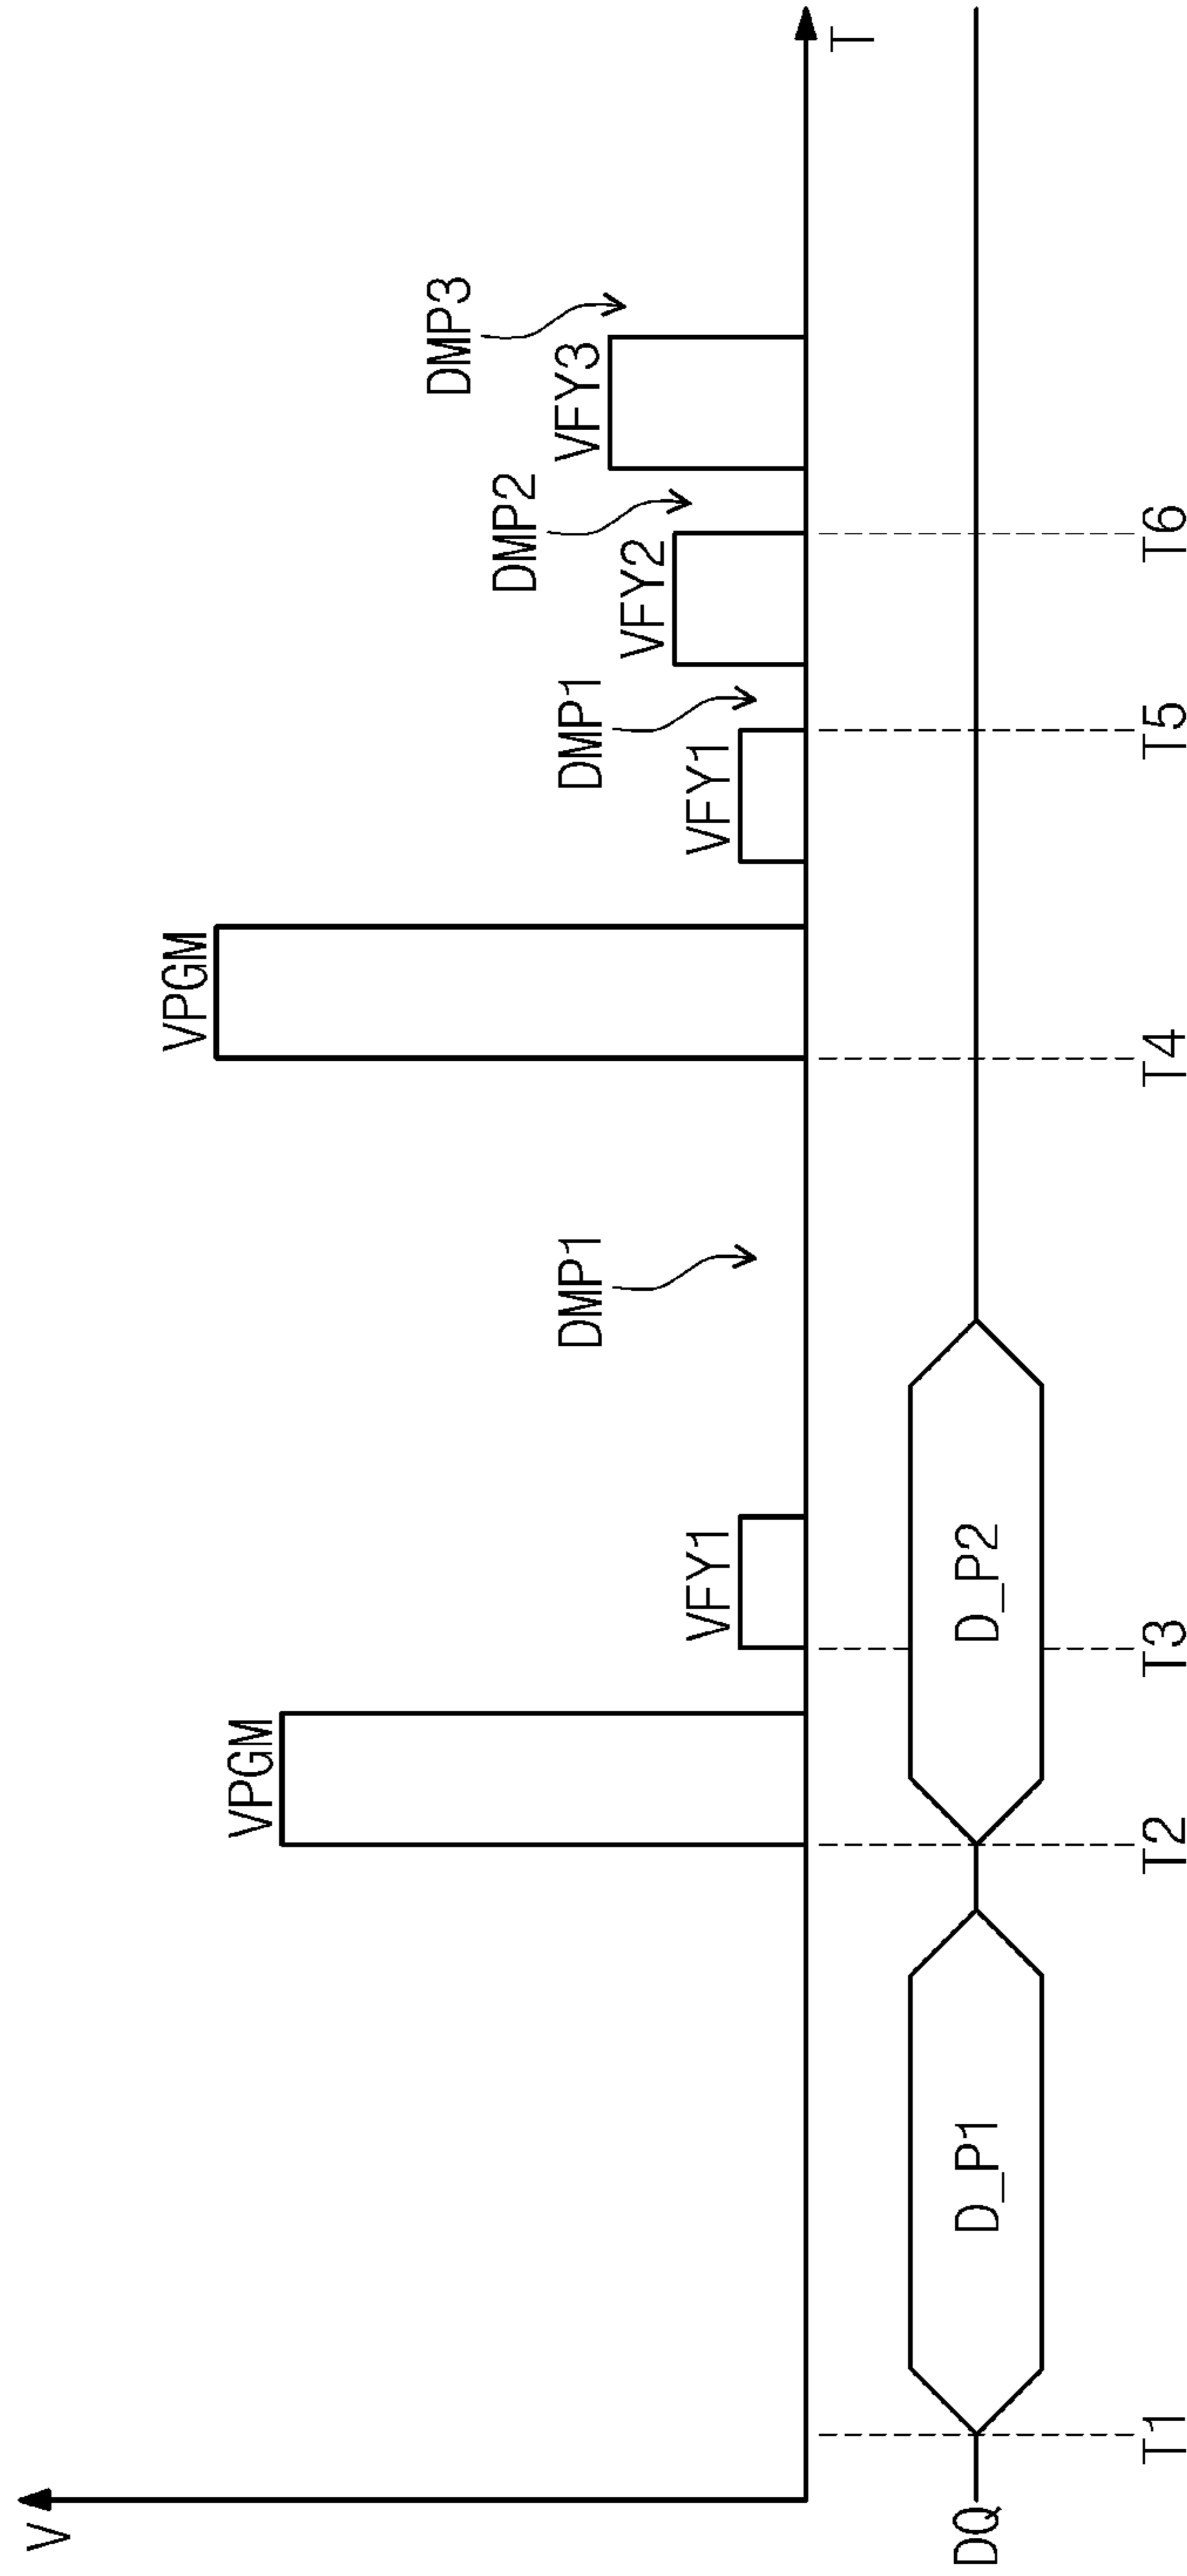 V
VPGM
VPGM
DMP3
VFY3
DMP2
VFY2
DMP1
DMP1
VFY1
VFY1
T
DQ
D_P1
D_P2
T1
T2
T3
T4
T5
T6